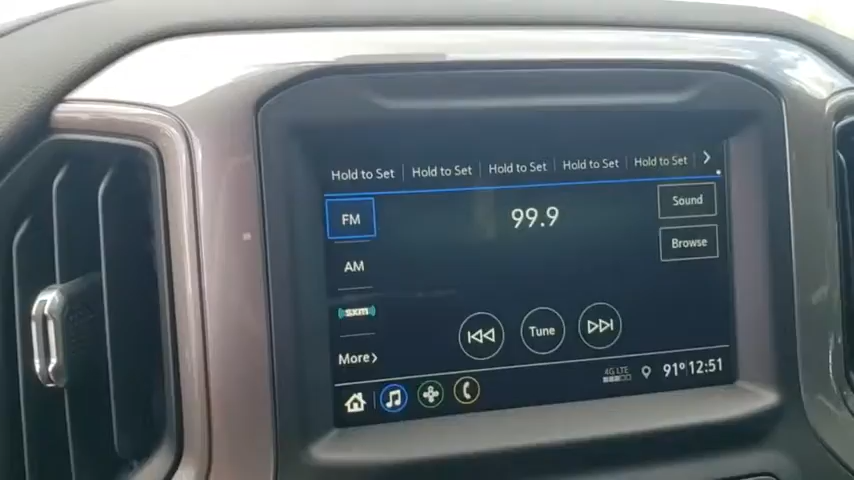 Hold to Set Hold to Set Hold to Set Hold to Set Hold to Set >
FM 99.9 Sound
Browse
AM
sxm
Tune
More>
4G LTE 91° 12:51